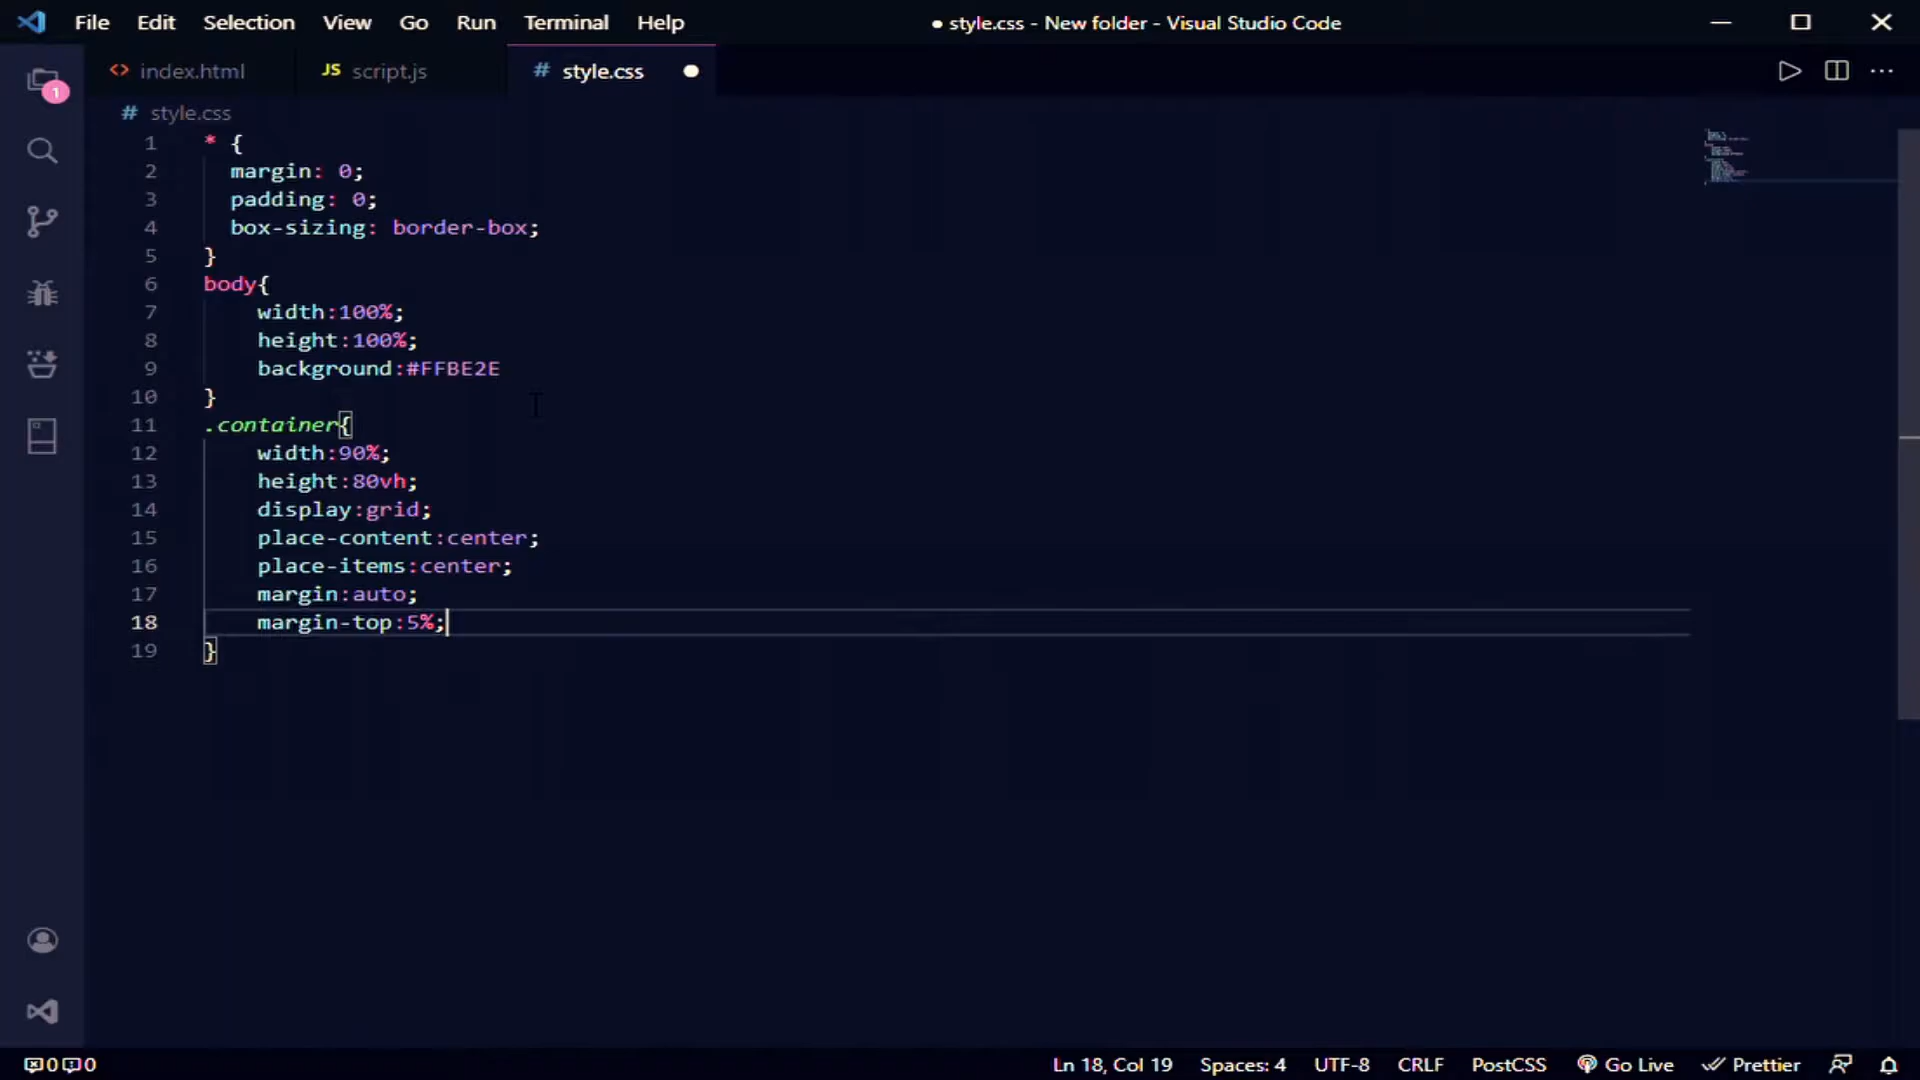 File Edit Selection View Go Run Terminal Help ● style.css - New folder - Visual Studio Code
<> index.html JS script.js # style.css ●
# style.css
1
1 * {
2 margin: 0;
3 padding: 0;
4 box-sizing: border-box;
5 }
6 body{
7 width:100%;
8 height:100%;
9 background:#FFBE2E
10 }
11 .container{
12 width:90%;
13 height:80vh;
14 display:grid;
15 place-content:center;
16 place-items:center;
17 margin:auto;
18 margin-top:5%;
19 }
0 0 Ln 18, Col 19 Spaces: 4 UTF-8 CRLF PostCSS Go Live Prettier